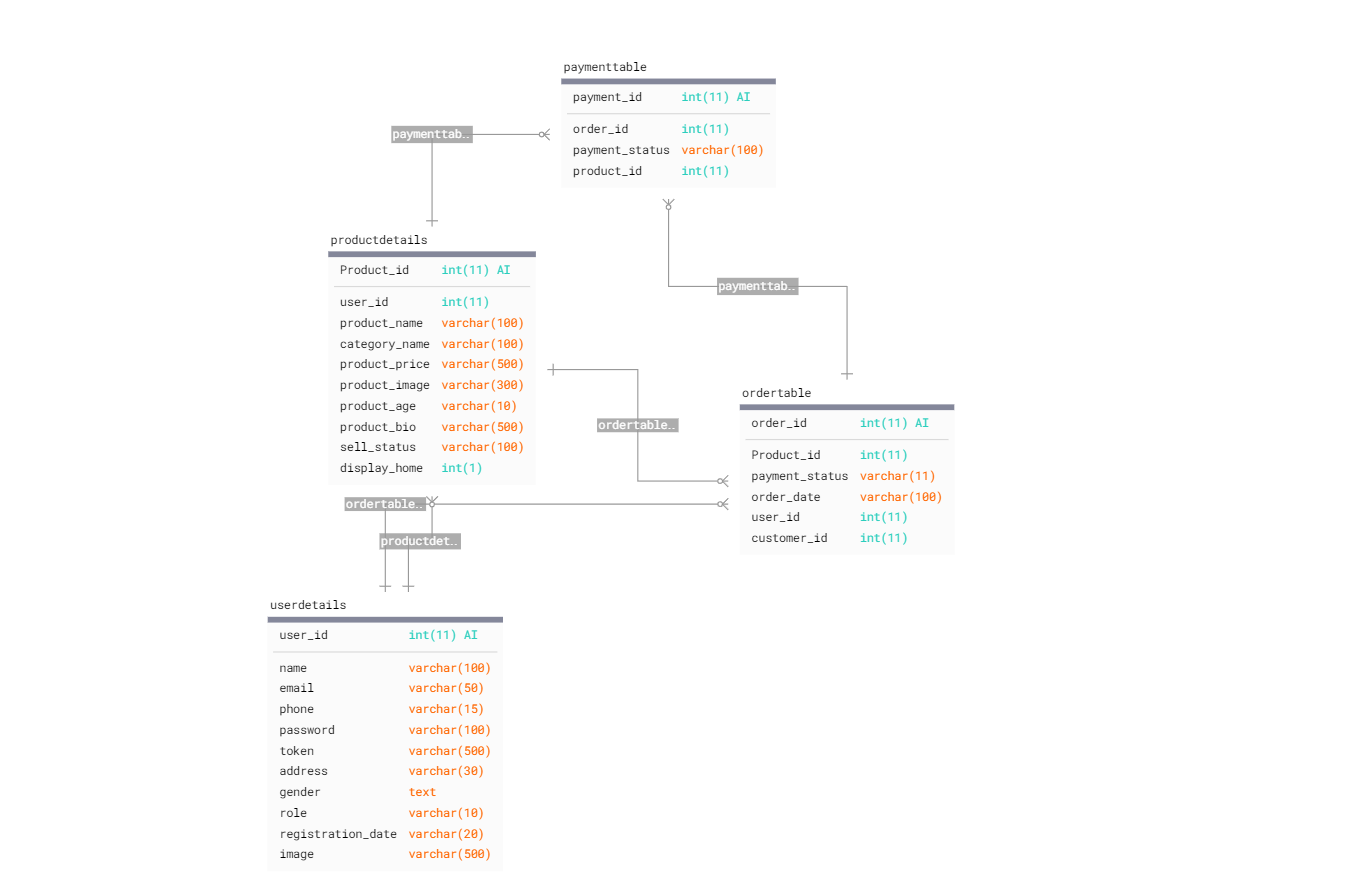 paymenttable
payment_id int(11) AI
order_id int(11)
payment_status varchar(100)
product_id int(11)
paymenttab..
productdetails
Product_id int(11) AI
user_id int(11)
product_name varchar(100)
category_name varchar(100)
product_price varchar(500)
product_image varchar(300)
product_age varchar(10)
product_bio varchar(500)
sell_status varchar(100)
display_home int(1)
paymenttab..
ordertable
order_id int(11) AI
Product_id int(11)
payment_status varchar(11)
order_date varchar(100)
user_id int(11)
customer_id int(11)
ordertable..
ordertable..
productdet..
userdetails
user_id int(11) AI
name varchar(100)
email varchar(50)
phone varchar(15)
password varchar(100)
token varchar(500)
address varchar(30)
gender text
role varchar(10)
registration_date varchar(20)
image varchar(500)